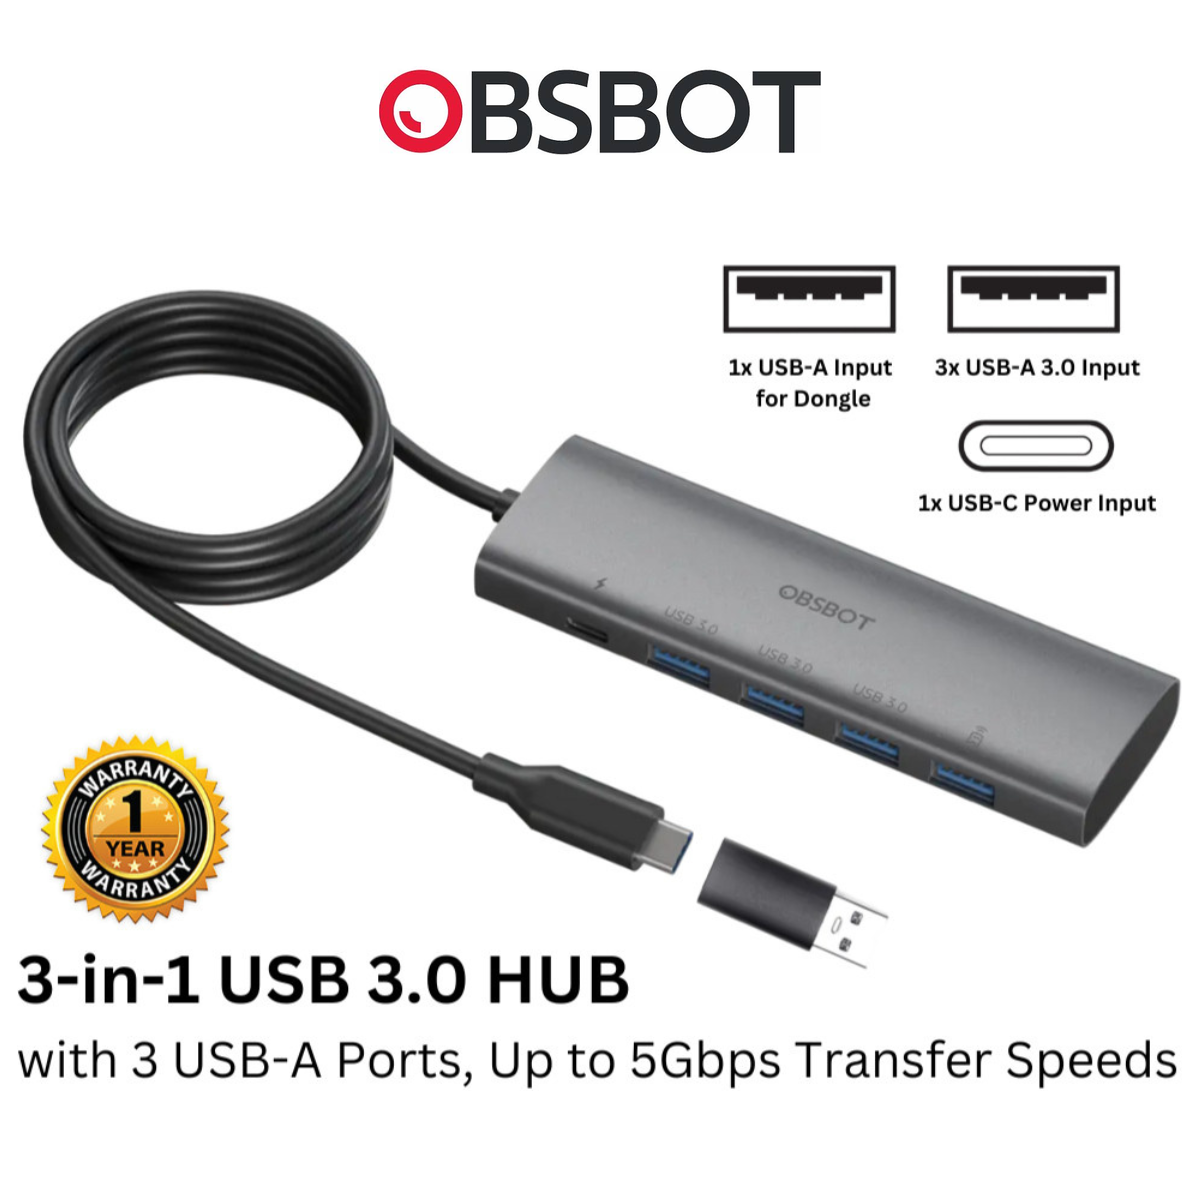 OBSBOT
1x USB-A Input
for Dongle
3x USB-A 3.0 Input
1x USB-C Power Input
OBSBOT
USB 3.0
USB 3.0
USB 3.0
WARRANTY
1
YEAR
WARRANTY
3-in-1 USB 3.0 HUB
with 3 USB-A Ports, Up to 5Gbps Transfer Speeds